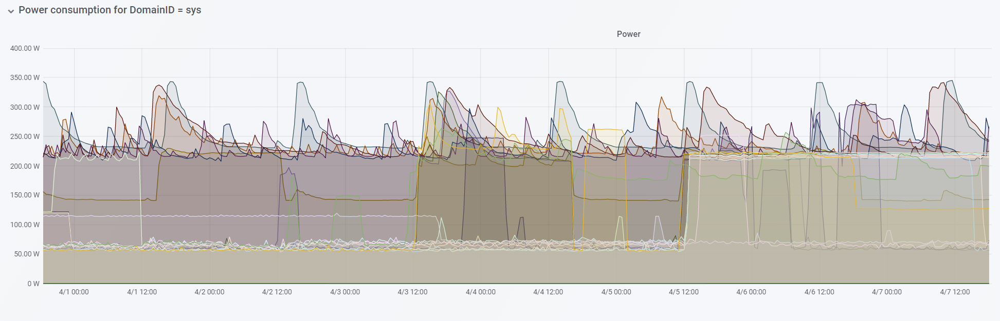 Power consumption for DomainID = sys
Power
400.00 W
350.00 W
300.00 W
250.00 W
200.00 W
150.00 W
100.00 W
50.00 W
0 W
4/1 00:00 4/1 12:00 4/2 00:00 4/2 12:00 4/3 00:00 4/3 12:00 4/4 00:00 4/4 12:00 4/5 00:00 4/5 12:00 4/6 00:00 4/6 12:00 4/7 00:00 4/7 12:00